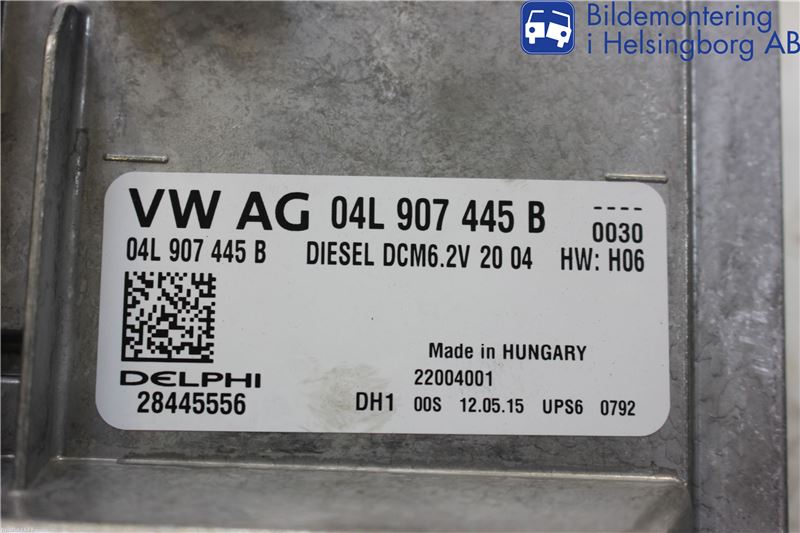 Bildemontering
i Helsingborg AB
VW AG 04L 907 445 B ----
0030
04L 907 445 B DIESEL DCM6.2V 20 04 HW: H06
Made in HUNGARY
DELPHI 22004001
28445556 DH1 00S 12.05.15 UPS6 0792